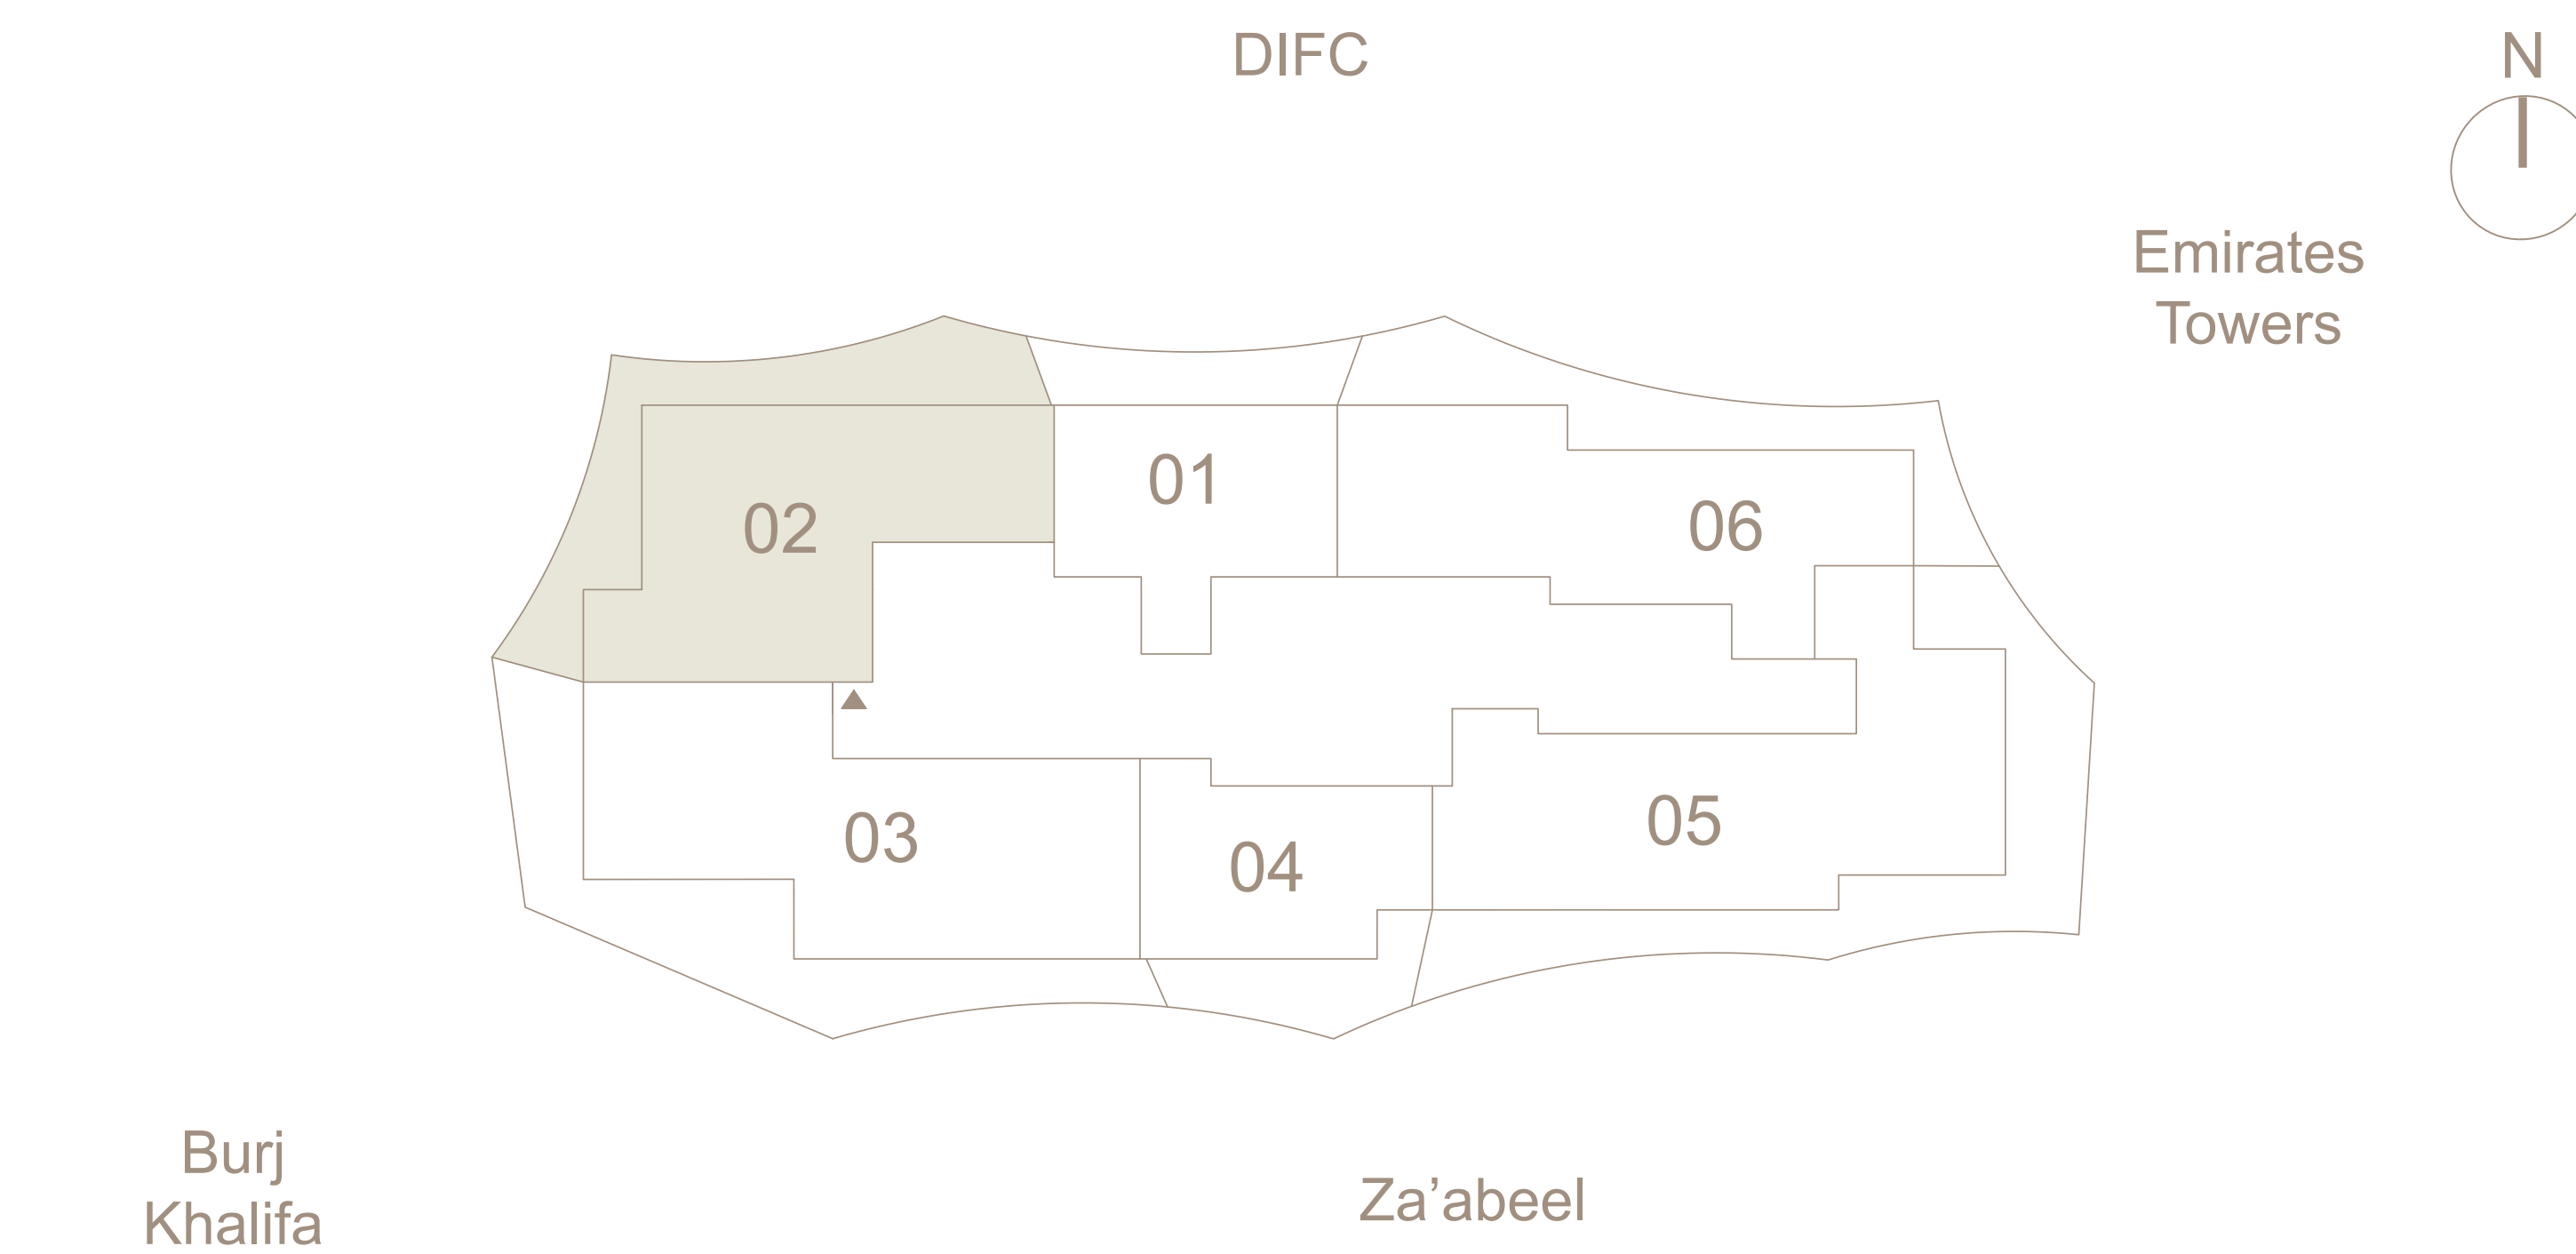 DIFC
N
Emirates
Towers
01
02
06
03
04
05
Burj
Khalifa
Za’abeel